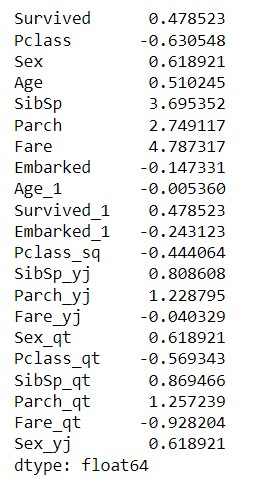 Survived 0.478523
Pclass -0.630548
Sex 0.618921
Age 0.510245
SibSp 3.695352
Parch 2.749117
Fare 4.787317
Embarked -0.147331
Age_1 -0.005360
Survived_1 0.478523
Embarked_1 -0.243123
Pclass_sq -0.444064
SibSp_yj 0.808608
Parch_yj 1.228795
Fare_yj -0.040329
Sex_qt 0.618921
Pclass_qt -0.569343
SibSp_qt 0.869466
Parch_qt 1.257239
Fare_qt -0.928204
Sex_yj 0.618921
dtype: float64